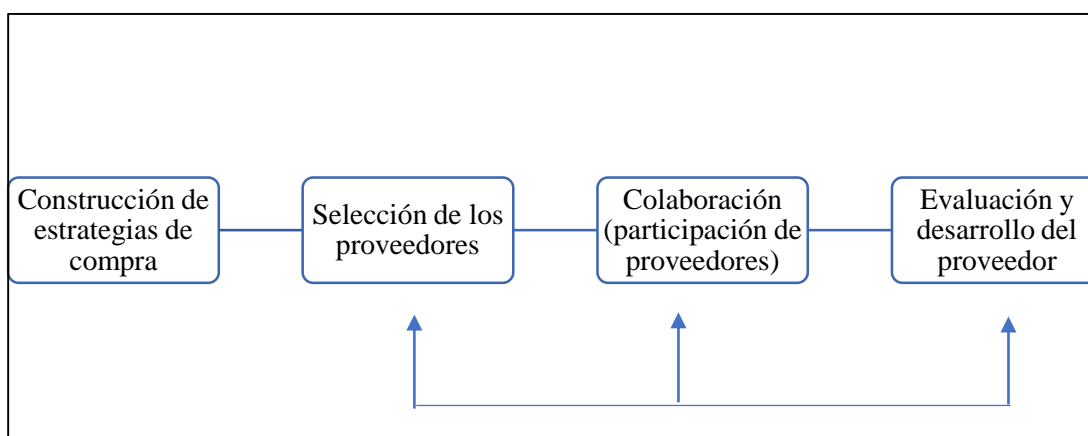 Construcción de
estrategias de
compra
Selección de los
proveedores
Colaboración
(participación de
proveedores)
Evaluación y
desarrollo del
proveedor